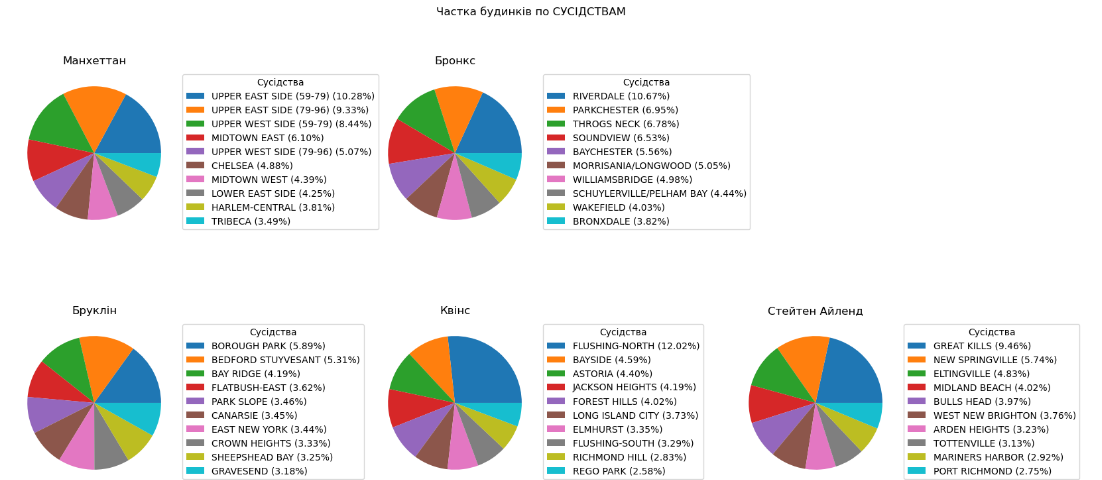 Частка будинків по СУСІДСТВАМ
Манхеттан
Сусідства
UPPER EAST SIDE (59-79) (10.28%)
UPPER EAST SIDE (79-96) (9.33%)
UPPER WEST SIDE (59-79) (8.44%)
MIDTOWN EAST (6.10%)
UPPER WEST SIDE (79-96) (5.07%)
CHELSEA (4.88%)
MIDTOWN WEST (4.39%)
LOWER EAST SIDE (4.25%)
HARLEM-CENTRAL (3.81%)
TRIBECA (3.49%)
Бронкс
Сусідства
RIVERDALE (10.67%)
PARKCHESTER (6.95%)
THROGS NECK (6.78%)
SOUNDVIEW (6.53%)
BAYCHESTER (5.56%)
MORRISANIA/LONGWOOD (5.05%)
WILLIAMSBRIDGE (4.98%)
SCHUYLERVILLE/PELHAM BAY (4.44%)
WAKEFIELD (4.03%)
BRONXDALE (3.82%)
Бруклін
Сусідства
BOROUGH PARK (5.89%)
BEDFORD STUYVESANT (5.31%)
BAY RIDGE (4.19%)
FLATBUSH-EAST (3.62%)
PARK SLOPE (3.46%)
CANARSIE (3.45%)
EAST NEW YORK (3.44%)
CROWN HEIGHTS (3.33%)
SHEEPSHEAD BAY (3.25%)
GRAVESEND (3.18%)
Квінс
Сусідства
FLUSHING-NORTH (12.02%)
BAYSIDE (4.59%)
ASTORIA (4.40%)
JACKSON HEIGHTS (4.19%)
FOREST HILLS (4.02%)
LONG ISLAND CITY (3.73%)
ELMHURST (3.35%)
FLUSHING-SOUTH (3.29%)
RICHMOND HILL (2.83%)
REGO PARK (2.58%)
Стейтен Айленд
Сусідства
GREAT KILLS (9.46%)
NEW SPRINGVILLE (5.74%)
ELTINGVILLE (4.83%)
MIDLAND BEACH (4.02%)
BULLS HEAD (3.97%)
WEST NEW BRIGHTON (3.76%)
ARDEN HEIGHTS (3.23%)
TOTTENVILLE (3.13%)
MARINERS HARBOR (2.92%)
PORT RICHMOND (2.75%)